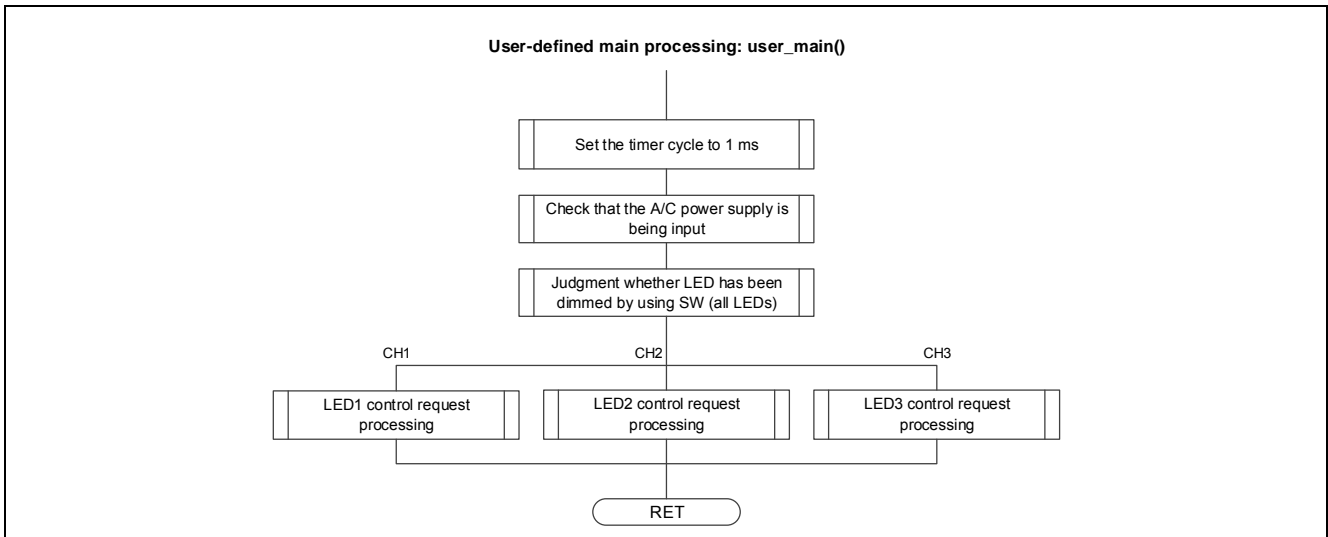 User-defined main processing: user_main()
Set the timer cycle to 1 ms
Check that the A/C power supply is
being input
Judgment whether LED has been
dimmed by using SW (all LEDs)
CH1
CH2
CH3
LED1 control request
processing
LED2 control request
processing
LED3 control request
processing
RET